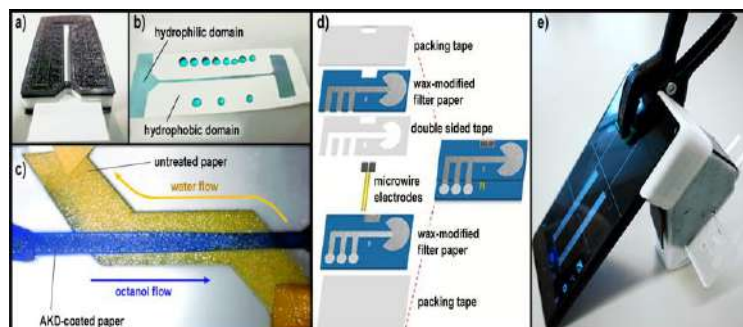 a)
b)
hydrophilic domain
hydrophobic domain
c)
untreated paper
water flow
octanol flow
AKD-coated paper
d)
packing tape
wax-modified
filter paper
double sided tape
microwire
electrodes
wax-modified
filter paper
packing tape
e)